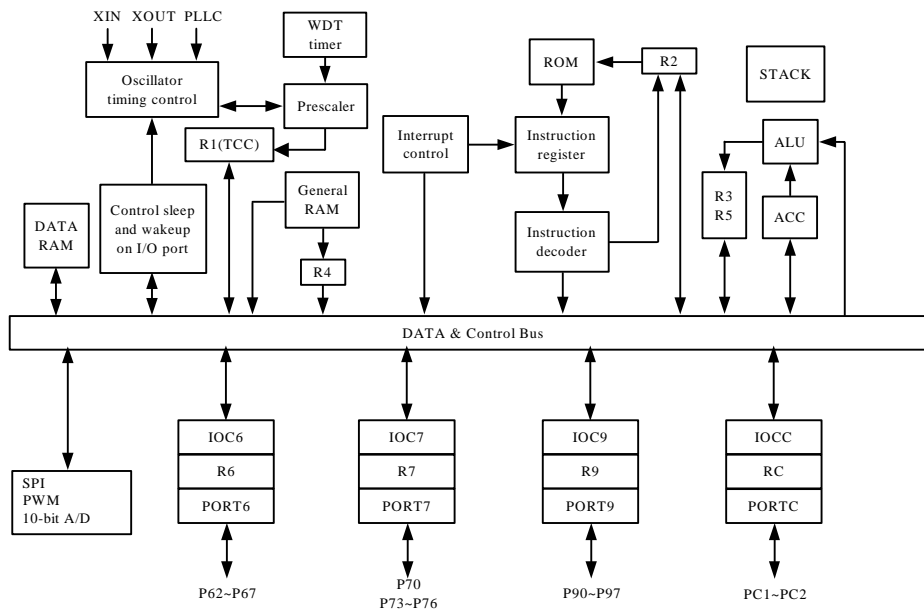 XIN XOUT PLLC
WDT
timer
Oscillator
timing control
Prescaler
R1(TCC)
ROM
R2
STACK
Interrupt
control
Instruction
register
ALU
DATA
RAM
Control sleep
and wakeup
on I/O port
General
RAM
R4
Instruction
decoder
R3
R5
ACC
DATA & Control Bus
SPI
PWM
10-bit A/D
IOC6
R6
PORT6
P62~P67
IOC7
R7
PORT7
P70
P73~P76
IOC9
R9
PORT9
P90~P97
IOCC
RC
PORTC
PC1~PC2